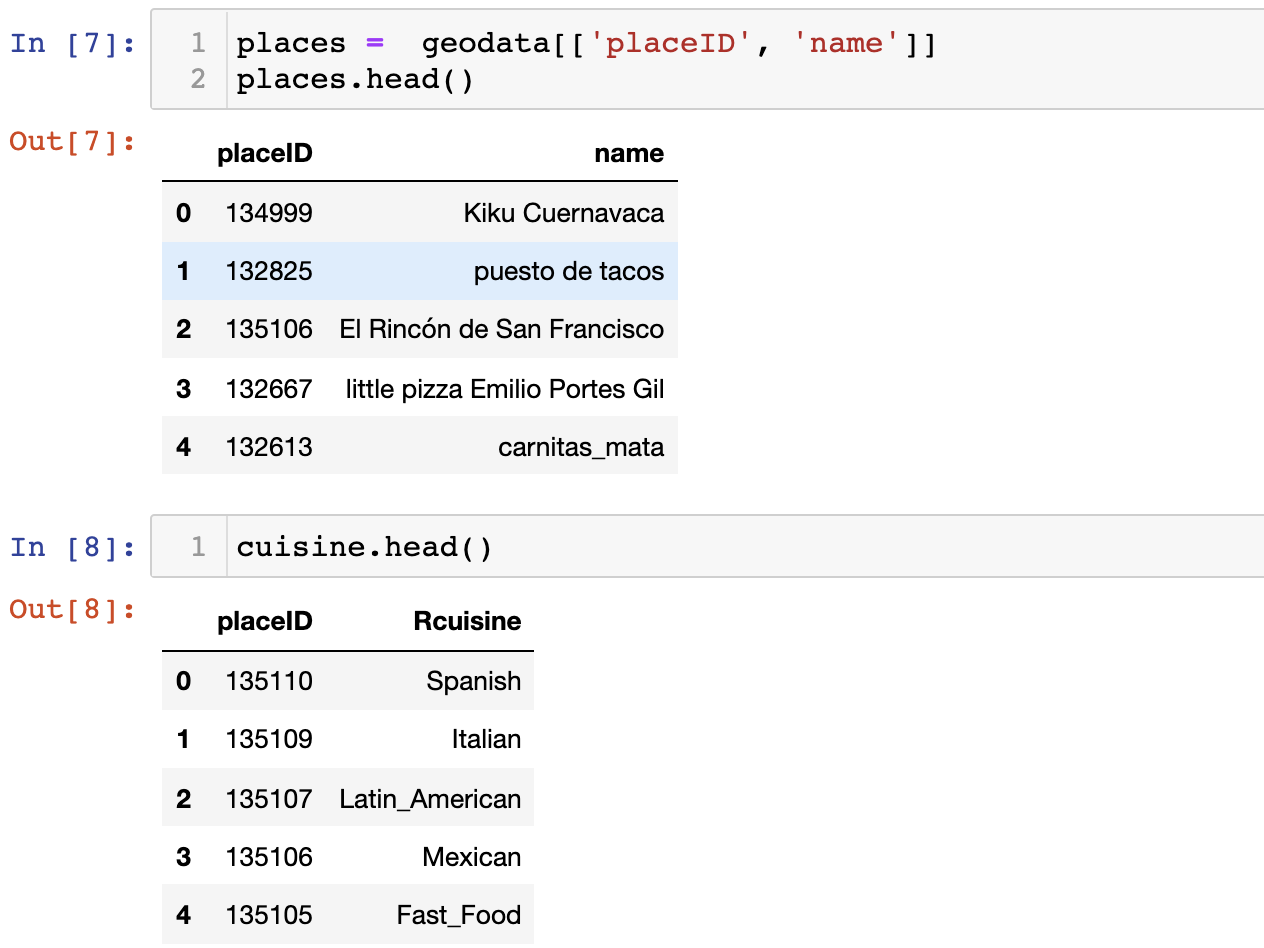 In [7]:
1 places =  geodata[['placeID', 'name']]
2 places.head()
Out[7]:
placeID name
0 134999 Kiku Cuernavaca
1 132825 puesto de tacos
2 135106 El Rincón de San Francisco
3 132667 little pizza Emilio Portes Gil
4 132613 carnitas_mata
In [8]:
1 cuisine.head()
Out[8]:
placeID Rcuisine
0 135110 Spanish
1 135109 Italian
2 135107 Latin_American
3 135106 Mexican
4 135105 Fast_Food